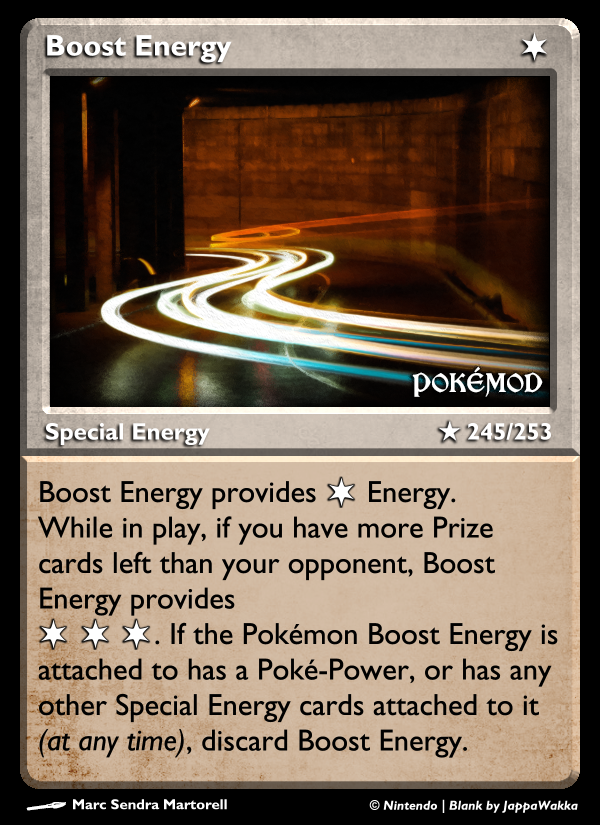 Boost Energy
POKÉMOD
Special Energy
★ 245/253
Boost Energy provides ✶ Energy.
While in play, if you have more Prize
cards left than your opponent, Boost
Energy provides
✶ ✶ ✶. If the Pokémon Boost Energy is
attached to has a Poké-Power, or has any
other Special Energy cards attached to it
(at any time), discard Boost Energy.
Marc Sendra Martorell
© Nintendo | Blank by JappaWakka